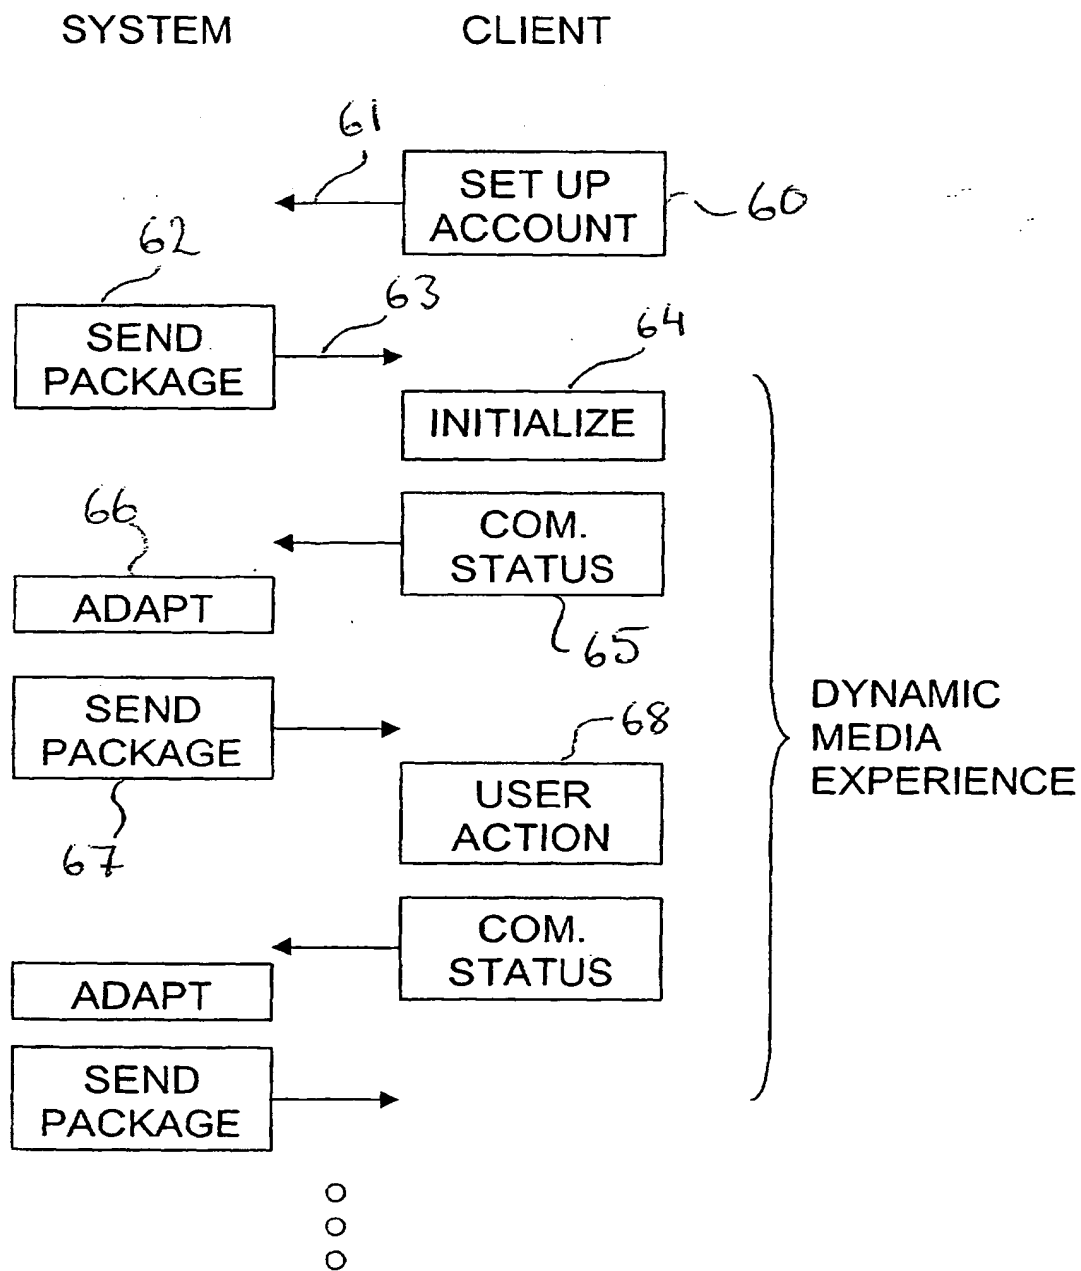 SYSTEM CLIENT
61
SET UP
ACCOUNT
60
62
SEND
PACKAGE
63
64
INITIALIZE
66
COM.
STATUS
ADAPT
65
SEND
PACKAGE
68
DYNAMIC
MEDIA
EXPERIENCE
USER
ACTION
67
COM.
STATUS
ADAPT
SEND
PACKAGE